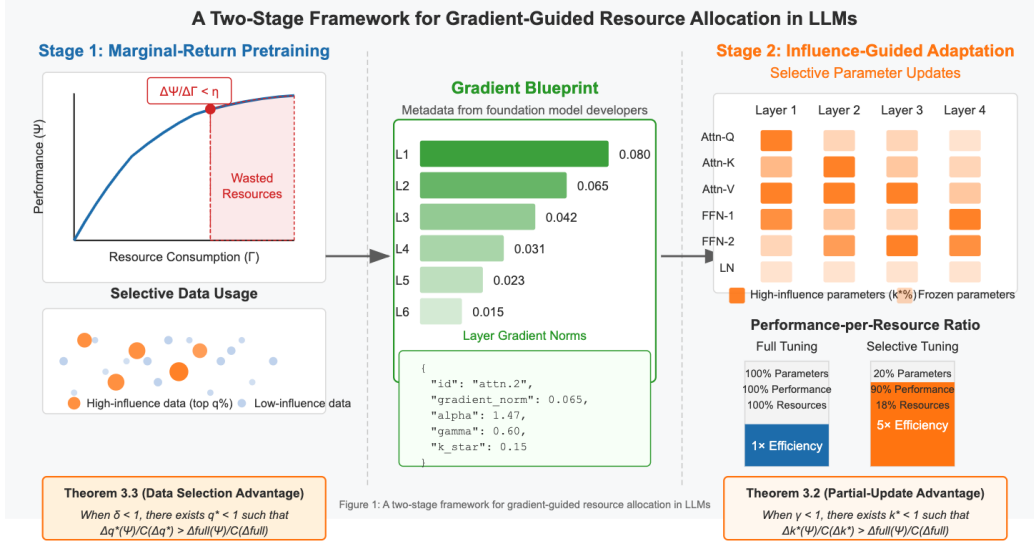 A Two-Stage Framework for Gradient-Guided Resource Allocation in LLMs
Stage 1: Marginal-Return Pretraining
ΔΨ/ΔΓ < η
Performance (Ψ)
Wasted
Resources
Resource Consumption (Γ)
Selective Data Usage
High-influence data (top q%)
Low-influence data
Theorem 3.3 (Data Selection Advantage)
When δ < 1, there exists q* < 1 such that
Δq*(Ψ)/C(Δq*) > Δfull(Ψ)/C(Δfull)
Gradient Blueprint
Metadata from foundation model developers
L1 0.080
L2 0.065
L3 0.042
L4 0.031
L5 0.023
L6 0.015
Layer Gradient Norms
{
"id": "attn.2",
"gradient_norm": 0.065,
"alpha": 1.47,
"gamma": 0.60,
"k_star": 0.15
}
Figure 1: A two-stage framework for gradient-guided resource allocation in LLMs
Stage 2: Influence-Guided Adaptation
Selective Parameter Updates
Layer 1 Layer 2 Layer 3 Layer 4
Attn-Q
Attn-K
Attn-V
FFN-1
FFN-2
LN
High-influence parameters (k*%)
Frozen parameters
Performance-per-Resource Ratio
Full Tuning
100% Parameters
100% Performance
100% Resources
1× Efficiency
Selective Tuning
20% Parameters
90% Performance
18% Resources
5× Efficiency
Theorem 3.2 (Partial-Update Advantage)
When γ < 1, there exists k* < 1 such that
Δk*(Ψ)/C(Δk*) > Δfull(Ψ)/C(Δfull)